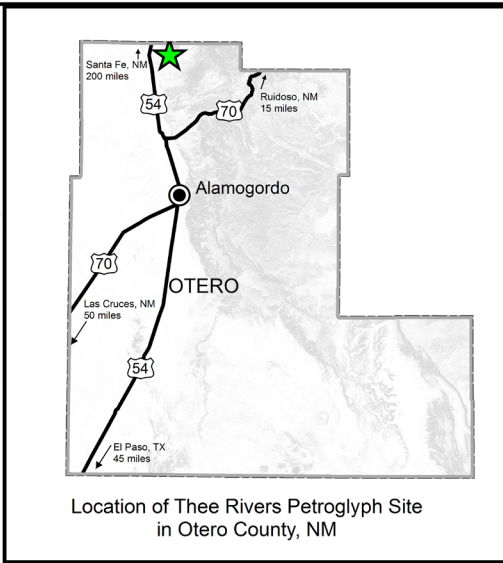 Santa Fe, NM
200 miles
54
70
Ruidoso, NM
15 miles
Alamogordo
70
OTERO
Las Cruces, NM
50 miles
54
El Paso, TX
45 miles
Location of Thee Rivers Petroglyph Site
in Otero County, NM